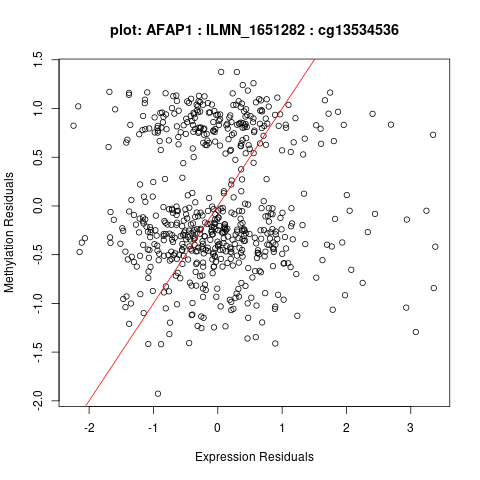 plot: AFAP1 : ILMN_1651282 : cg13534536
Methylation Residuals
1.5
1.0
0.5
0.0
-0.5
-1.0
-1.5
-2.0
-2 -1 0 1 2 3
Expression Residuals